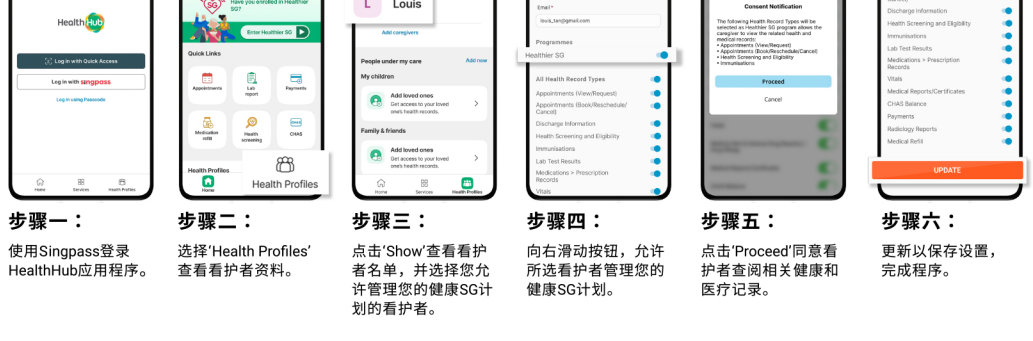 HealthHub
Log in with Quick Access
Log in with singpass
Log in using Passcode
Home
Services
Health Profiles
Have you enrolled in Healthier
SG?
Enter Healthier SG
Quick Links
Appointments
Lab
report
Payments
Medication
refill
Health
screening
CHAS
Health Profiles
Home
Health Profiles
L
Louis
Add caregivers
People under my care
Add now
My children
Add loved ones
Get access to your loved
one's health records.
Family & friends
Add loved ones
Get access to your loved
one's health records.
Home
Services
Health Profiles
Email*
louis_tan@gmail.com
Programmes
Healthier SG
All Health Record Types
Appointments (View/Request)
Appointments (Book/Reschedule/
Cancel)
Discharge Information
Health Screening and Eligibility
Immunisations
Lab Test Results
Medications > Prescription
Records
Vitals
Consent Notification
The following Health Record Types will be
selected as Healthier SG program allows the
caregiver to view the related health and
medical records:
• Appointments (View/Request)
• Appointments (Book/Reschedule/Cancel)
• Health Screening and Eligibility
• Immunisations
Proceed
Cancel
Discharge Information
Health Screening and Eligibility
Immunisations
Lab Test Results
Medications > Prescription
Records
Vitals
Medical Reports/Certificates
CHAS Balance
Payments
Radiology Reports
Medical Refill
UPDATE
步骤一：
使用Singpass登录
HealthHub应用程序。
步骤二：
选择‘Health Profiles’
查看看护者资料。
步骤三：
点击‘Show’查看看护
者名单，并选择您允
许管理您的健康SG计
划的看护者。
步骤四：
向右滑动按钮，允许
所选看护者管理您的
健康SG计划。
步骤五：
点击‘Proceed’同意看
护者查阅相关健康和
医疗记录。
步骤六：
更新以保存设置，
完成程序。